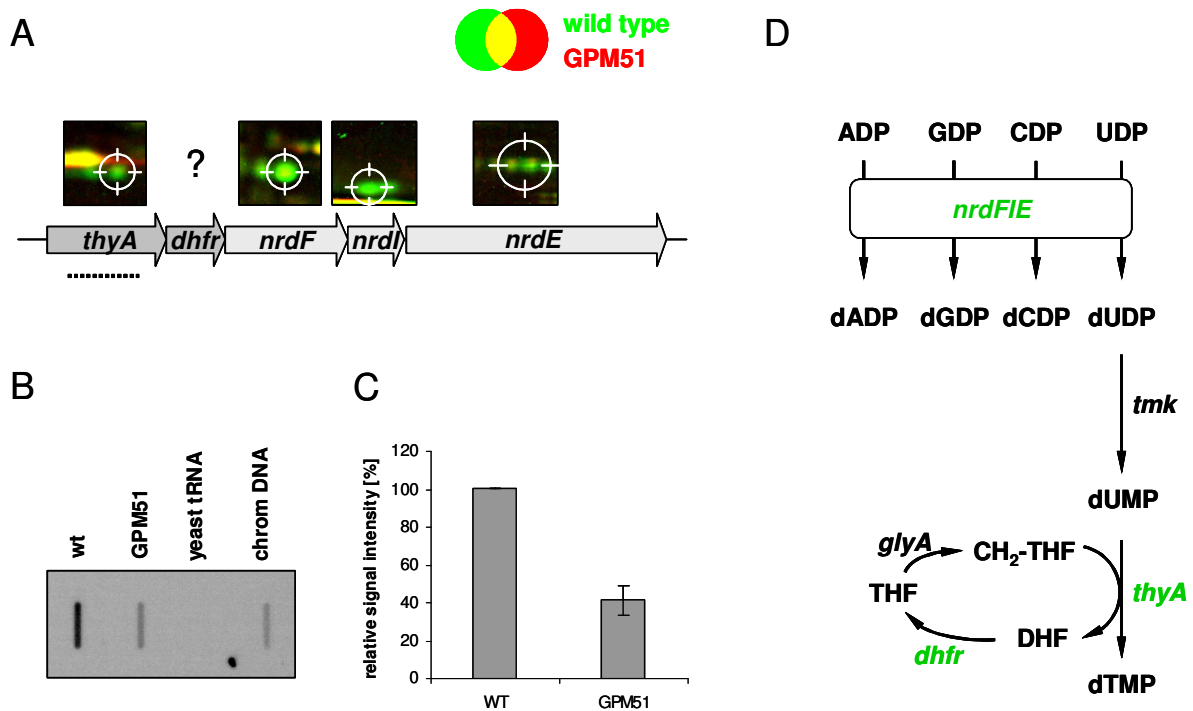 A
wild type
GPM51
?
thyA dhfr nrdF nrdI nrdE
B
wt
GPM51
yeast tRNA
chrom DNA
C
relative signal intensity [%]
120
100
80
60
40
20
0
WT GPM51
D
ADP GDP CDP UDP
nrdFIE
dADP dGDP dCDP dUDP
tmk
dUMP
glyA
CH2-THF
THF
thyA
DHF
dhfr
dTMP